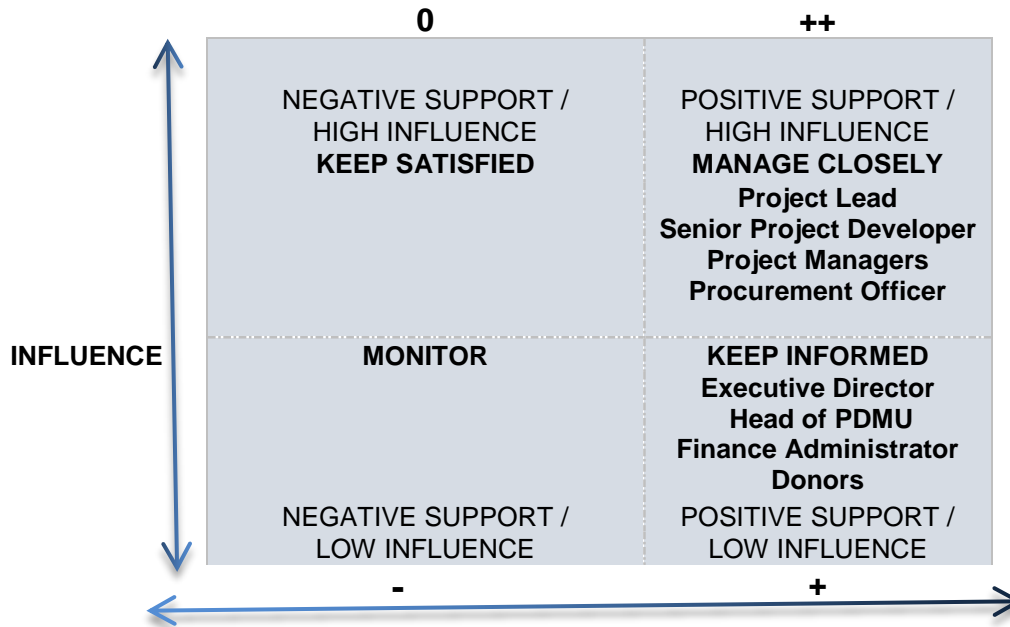 0
++
NEGATIVE SUPPORT /
HIGH INFLUENCE
KEEP SATISFIED
POSITIVE SUPPORT /
HIGH INFLUENCE
MANAGE CLOSELY
Project Lead
Senior Project Developer
Project Managers
Procurement Officer
INFLUENCE
MONITOR
NEGATIVE SUPPORT /
LOW INFLUENCE
KEEP INFORMED
Executive Director
Head of PDMU
Finance Administrator
Donors
POSITIVE SUPPORT /
LOW INFLUENCE
-
+